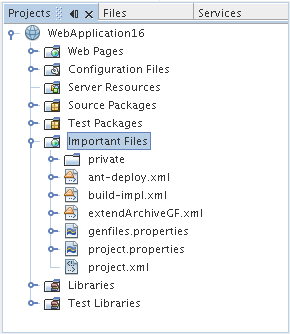 Projects Files Services
WebApplication16
Web Pages
Configuration Files
Server Resources
Source Packages
Test Packages
Important Files
private
ant-deploy.xml
build-impl.xml
extendArchiveGF.xml
genfiles.properties
project.properties
project.xml
Libraries
Test Libraries